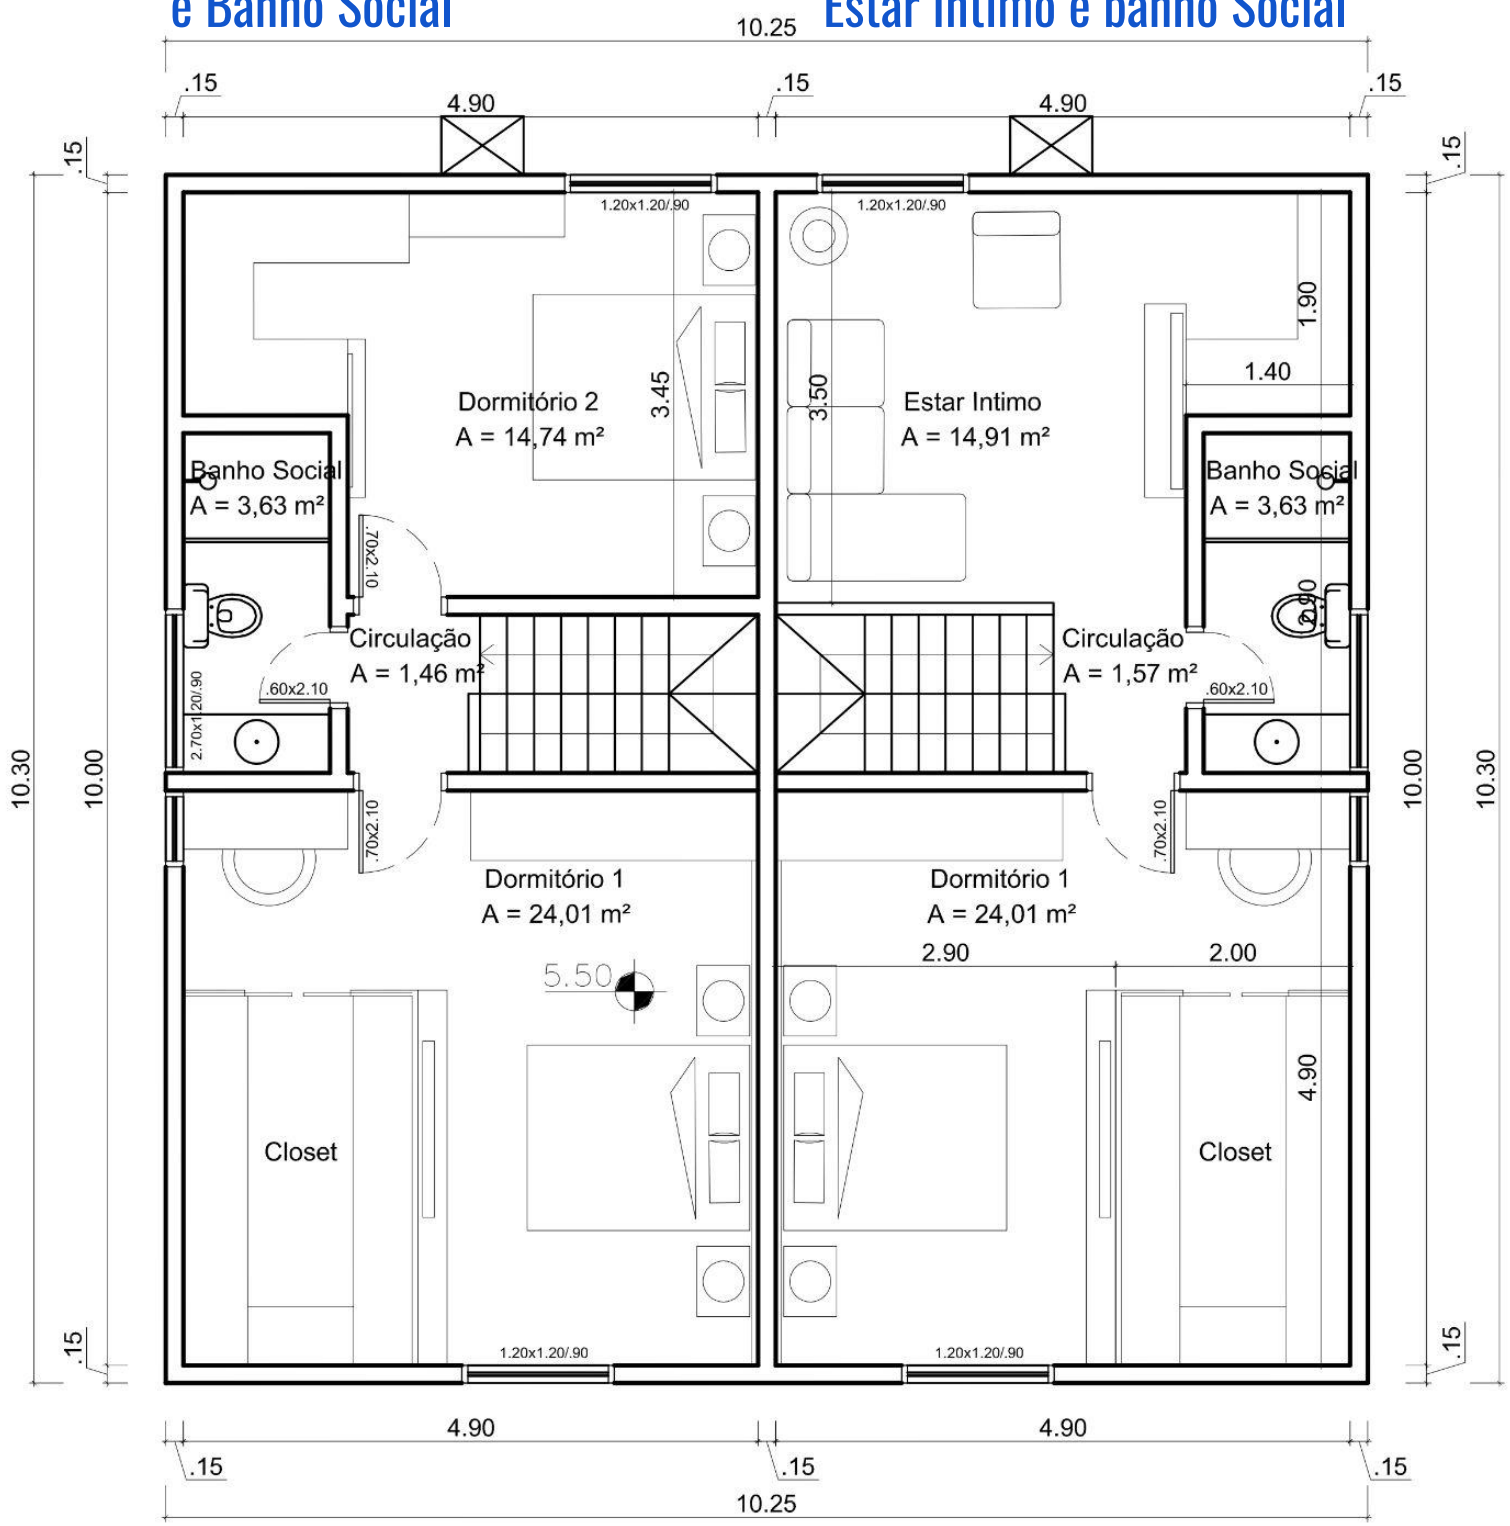 e Banho Social
Estar Intimo e banho Social
10.25
.15
.15
.15
4.90
4.90
.15
.15
1.20x1.20/.90
1.20x1.20/.90
1.90
1.40
3.45
3.50
Dormitório 2
A = 14,74 m²
Estar Intimo
A = 14,91 m²
Banho Social
A = 3,63 m²
Banho Social
A = 3,63 m²
.70x2.10
2.90
Circulação
A = 1,46 m²
Circulação
A = 1,57 m²
.60x2.10
.60x2.10
2.70x1.20/.90
10.30
10.00
10.00
10.30
.70x2.10
.70x2.10
Dormitório 1
A = 24,01 m²
Dormitório 1
A = 24,01 m²
2.90
2.00
5.50
4.90
Closet
Closet
1.20x1.20/.90
1.20x1.20/.90
.15
.15
4.90
4.90
.15
.15
.15
10.25